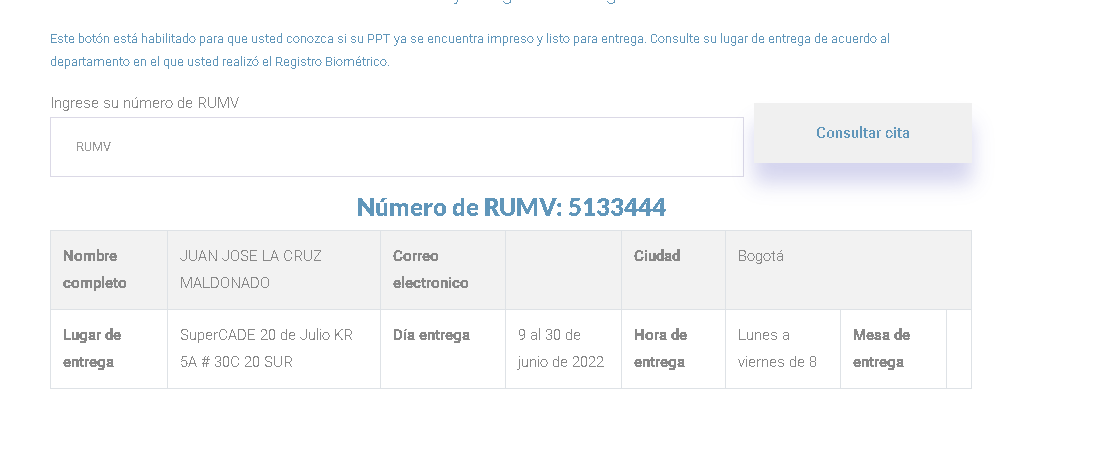 Este botón está habilitado para que usted conozca si su PPT ya se encuentra impreso y listo para entrega. Consulte su lugar de entrega de acuerdo al
departamento en el que usted realizó el Registro Biométrico.
Ingrese su número de RUMV
RUMV
Consultar cita
Número de RUMV: 5133444
Nombre completo
JUAN JOSE LA CRUZ MALDONADO
Correo electronico
Ciudad
Bogotá
Lugar de entrega
SuperCADE 20 de Julio KR 5A # 30C 20 SUR
Día entrega
9 al 30 de junio de 2022
Hora de entrega
Lunes a viernes de 8
Mesa de entrega